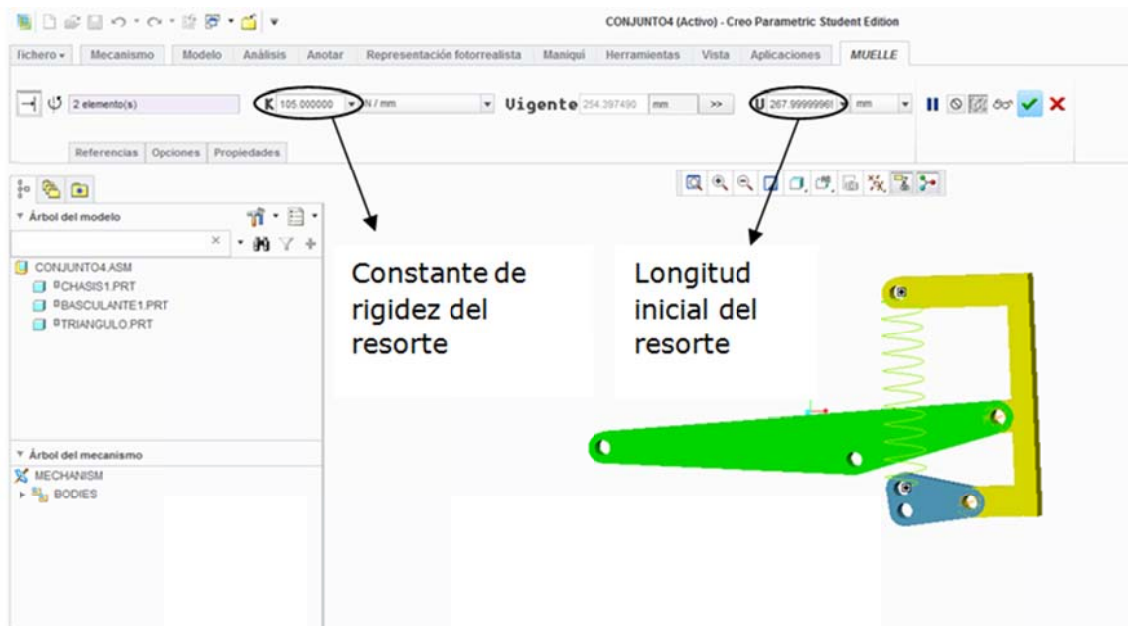 CONJUNTO4 (Activo) - Creo Parametric Student Edition
Fichero Mecanismo Modelo Análisis Anotar Representación fotorrealista Maniquí Herramientas Vista Aplicaciones MUELLE
2 elemento(s) K 105.000000 N / mm Vigente 254.397490 mm >> U 267.9999996 mm
Referencias Opciones Propiedades
Árbol del modelo
CONJUNTO4.ASM
CHASIS1.PRT
BASCULANTE1.PRT
TRIANGULO.PRT
Constante de
rigidez del
resorte
Longitud
inicial del
resorte
Árbol del mecanismo
MECHANISM
BODIES